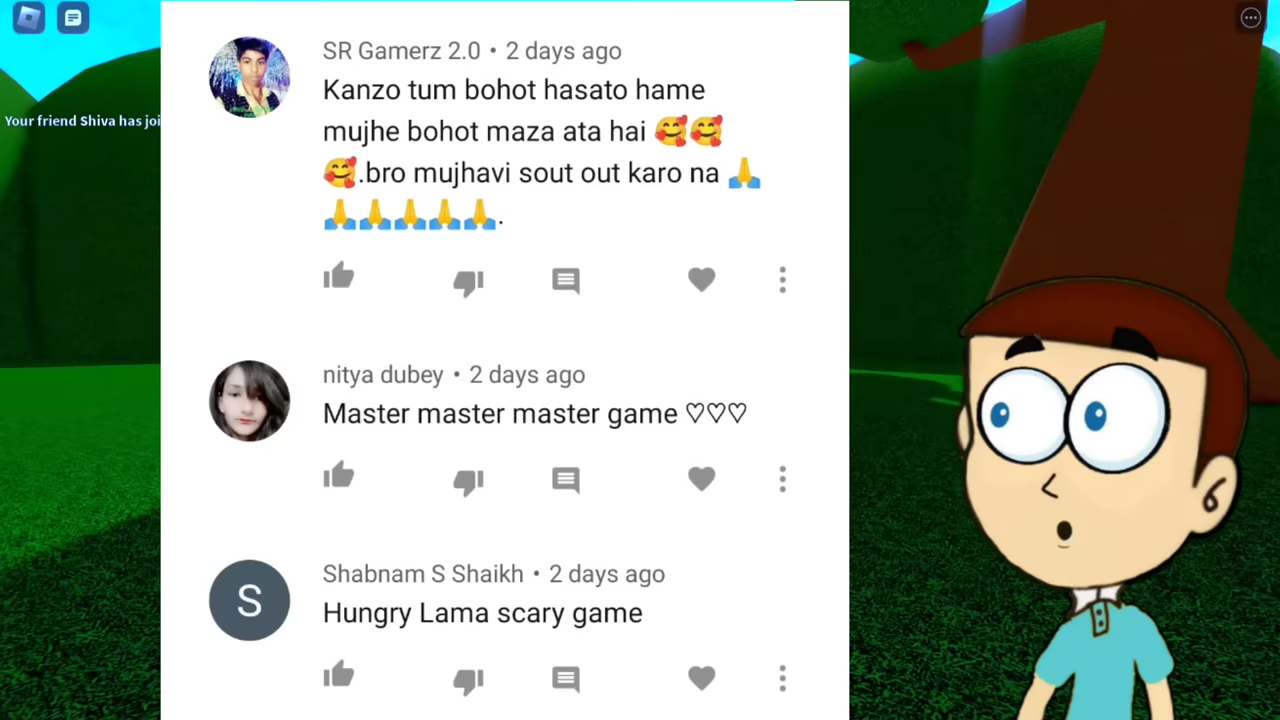 SR Gamerz 2.0 • 2 days ago
Kanzo tum bohot hasato hame
mujhe bohot maza ata hai 🥰🥰
🥰.bro mujhavi sout out karo na 🙏
🙏🙏🙏🙏🙏.
Your friend Shiva has joi
nitya dubey • 2 days ago
Master master master game ♡♡♡
S
Shabnam S Shaikh • 2 days ago
Hungry Lama scary game